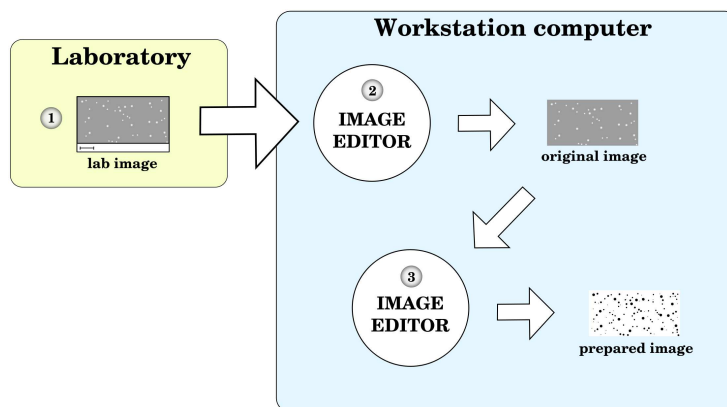 Workstation computer
Laboratory
1
lab image
2
IMAGE
EDITOR
original image
3
IMAGE
EDITOR
prepared image